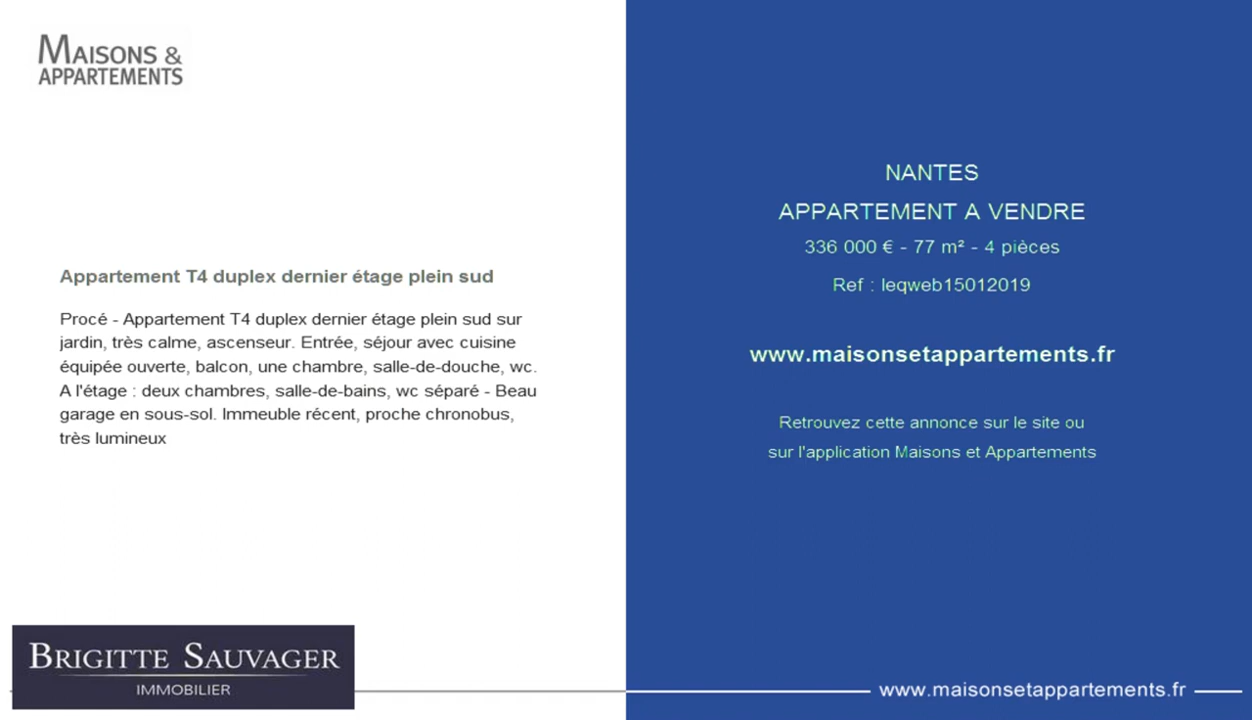 MAISONS &
APPARTEMENTS
Appartement T4 duplex dernier étage plein sud
Procé - Appartement T4 duplex dernier étage plein sud sur
jardin, très calme, ascenseur. Entrée, séjour avec cuisine
équipée ouverte, balcon, une chambre, salle-de-douche, wc.
A l'étage : deux chambres, salle-de-bains, wc séparé - Beau
garage en sous-sol. Immeuble récent, proche chronobus,
très lumineux
NANTES
APPARTEMENT A VENDRE
336 000 € - 77 m² - 4 pièces
Ref : leqweb15012019
www.maisonsetappartements.fr
Retrouvez cette annonce sur le site ou
sur l'application Maisons et Appartements
BRIGITTE SAUVAGER
IMMOBILIER
www.maisonsetappartements.fr